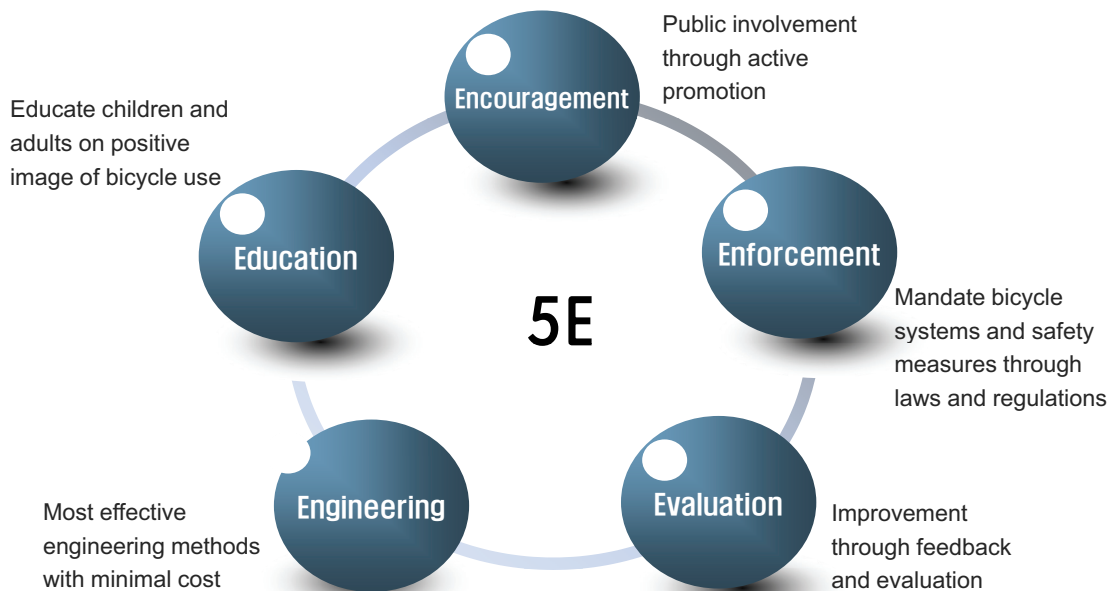 Public involvement
through active
promotion
Encouragement
Educate children and
adults on positive
image of bicycle use
Education
Enforcement
5E
Mandate bicycle
systems and safety
measures through
laws and regulations
Engineering
Evaluation
Most effective
engineering methods
with minimal cost
Improvement
through feedback
and evaluation